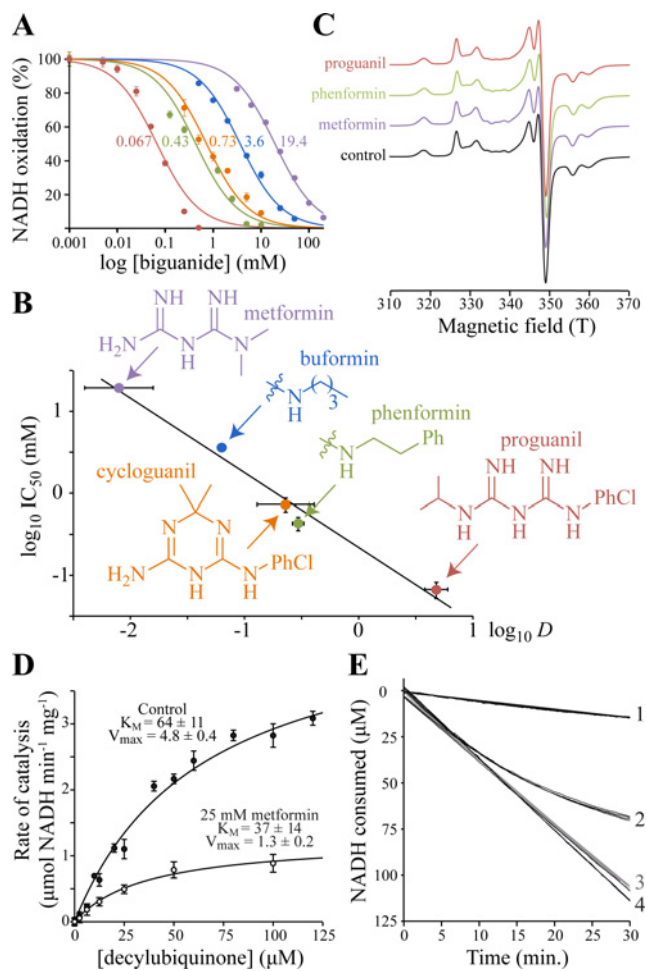 A
NADH oxidation (%)
100
80
60
40
20
0.067
0.43
0.73
3.6
19.4
0.001
0.01
0.1
1
10
100
log [biguanide] (mM)
C
proguanil
phenformin
metformin
control
310
320
330
340
350
360
370
Magnetic field (T)
B
log10 IC50 (mM)
1
0
-1
-2
-1
0
1
log10 D
NH
NH
H2N
N
H
N
metformin
buformin
N
H
( )3
phenformin
N
H
Ph
proguanil
NH
NH
N
H
N
H
N
H
PhCl
cycloguanil
N
N
H2N
N
H
N
H
PhCl
D
Rate of catalysis
(μmol NADH min-1 mg-1)
3
2
1
0
Control
KM = 64 ± 11
Vmax = 4.8 ± 0.4
25 mM metformin
KM = 37 ± 14
Vmax = 1.3 ± 0.2
0
25
50
75
100
125
[decylubiquinone] (μM)
E
NADH consumed (μM)
0
25
50
75
100
125
1
2
3
4
0
5
10
15
20
25
30
Time (min.)